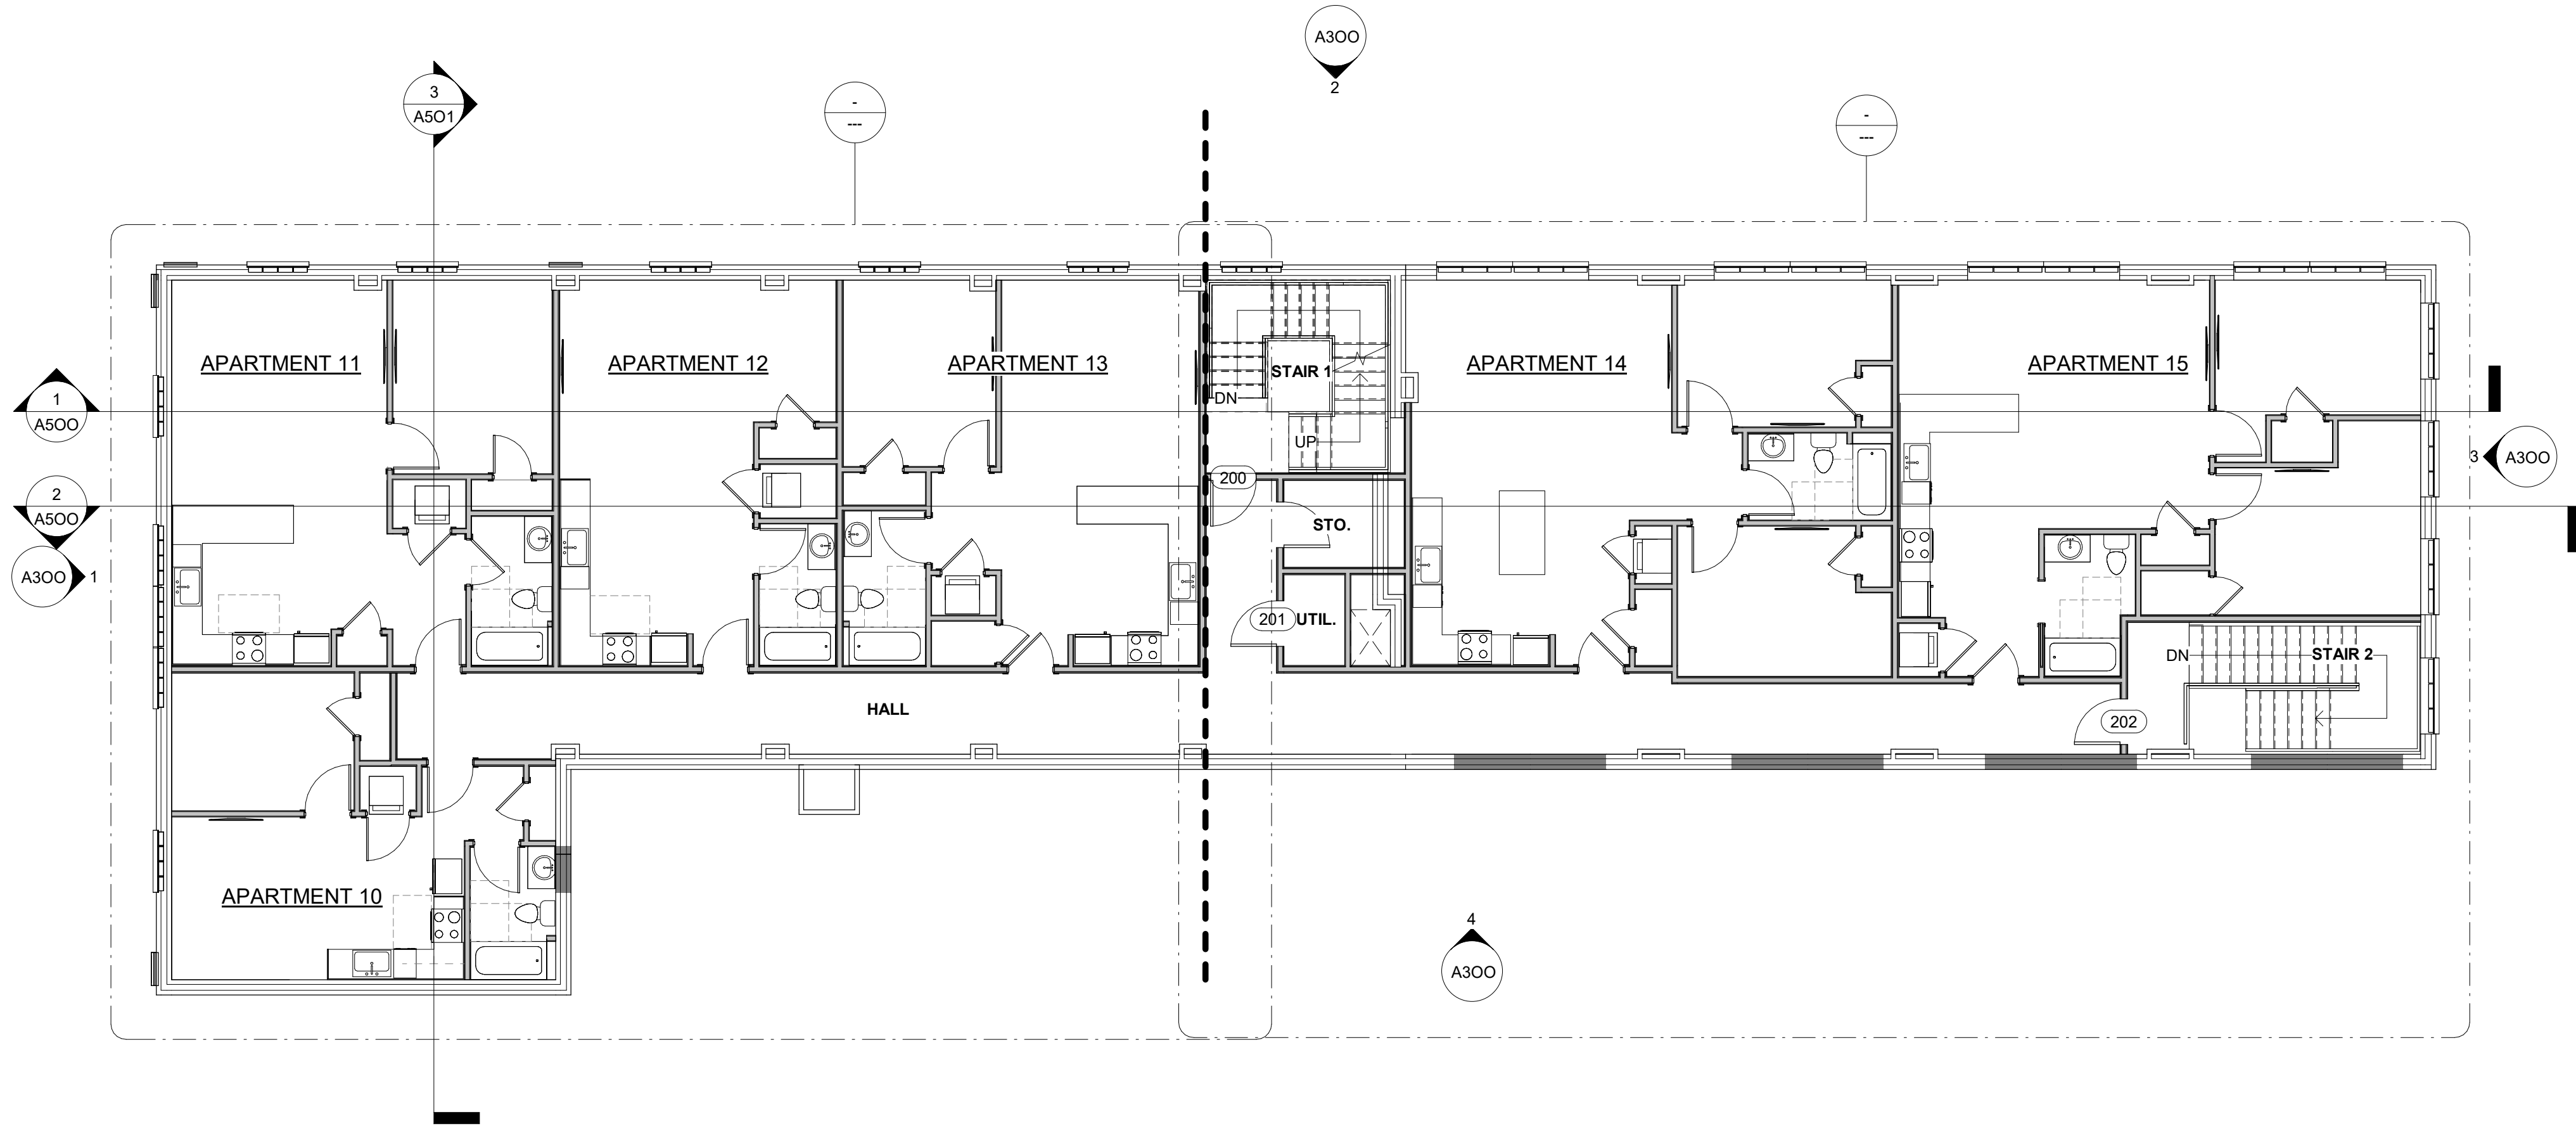 A3OO
2
3
A5O1
-
---
-
---
APARTMENT 11
APARTMENT 12
APARTMENT 13
STAIR 1
APARTMENT 14
APARTMENT 15
DN
1
A5OO
UP
3
A3OO
200
2
A5OO
STO.
A3OO
1
201
UTIL.
DN
STAIR 2
HALL
202
APARTMENT 10
4
A3OO